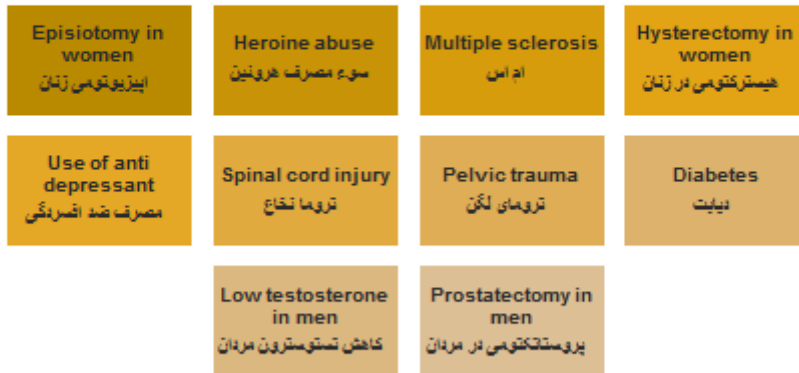 Episiotomy in
women
اپیزیوتومی زنان
Heroine abuse
سوء مصرف هروئین
Multiple sclerosis
ام اس
Hysterectomy in
women
هیسترکتومی در زنان
Use of anti
depressant
مصرف ضد افسردگی
Spinal cord injury
تروما نخاع
Pelvic trauma
ترومای لگن
Diabetes
دیابت
Low testosterone
in men
کاهش تستوسترون مردان
Prostatectomy in
men
پروستاتکتومی در مردان